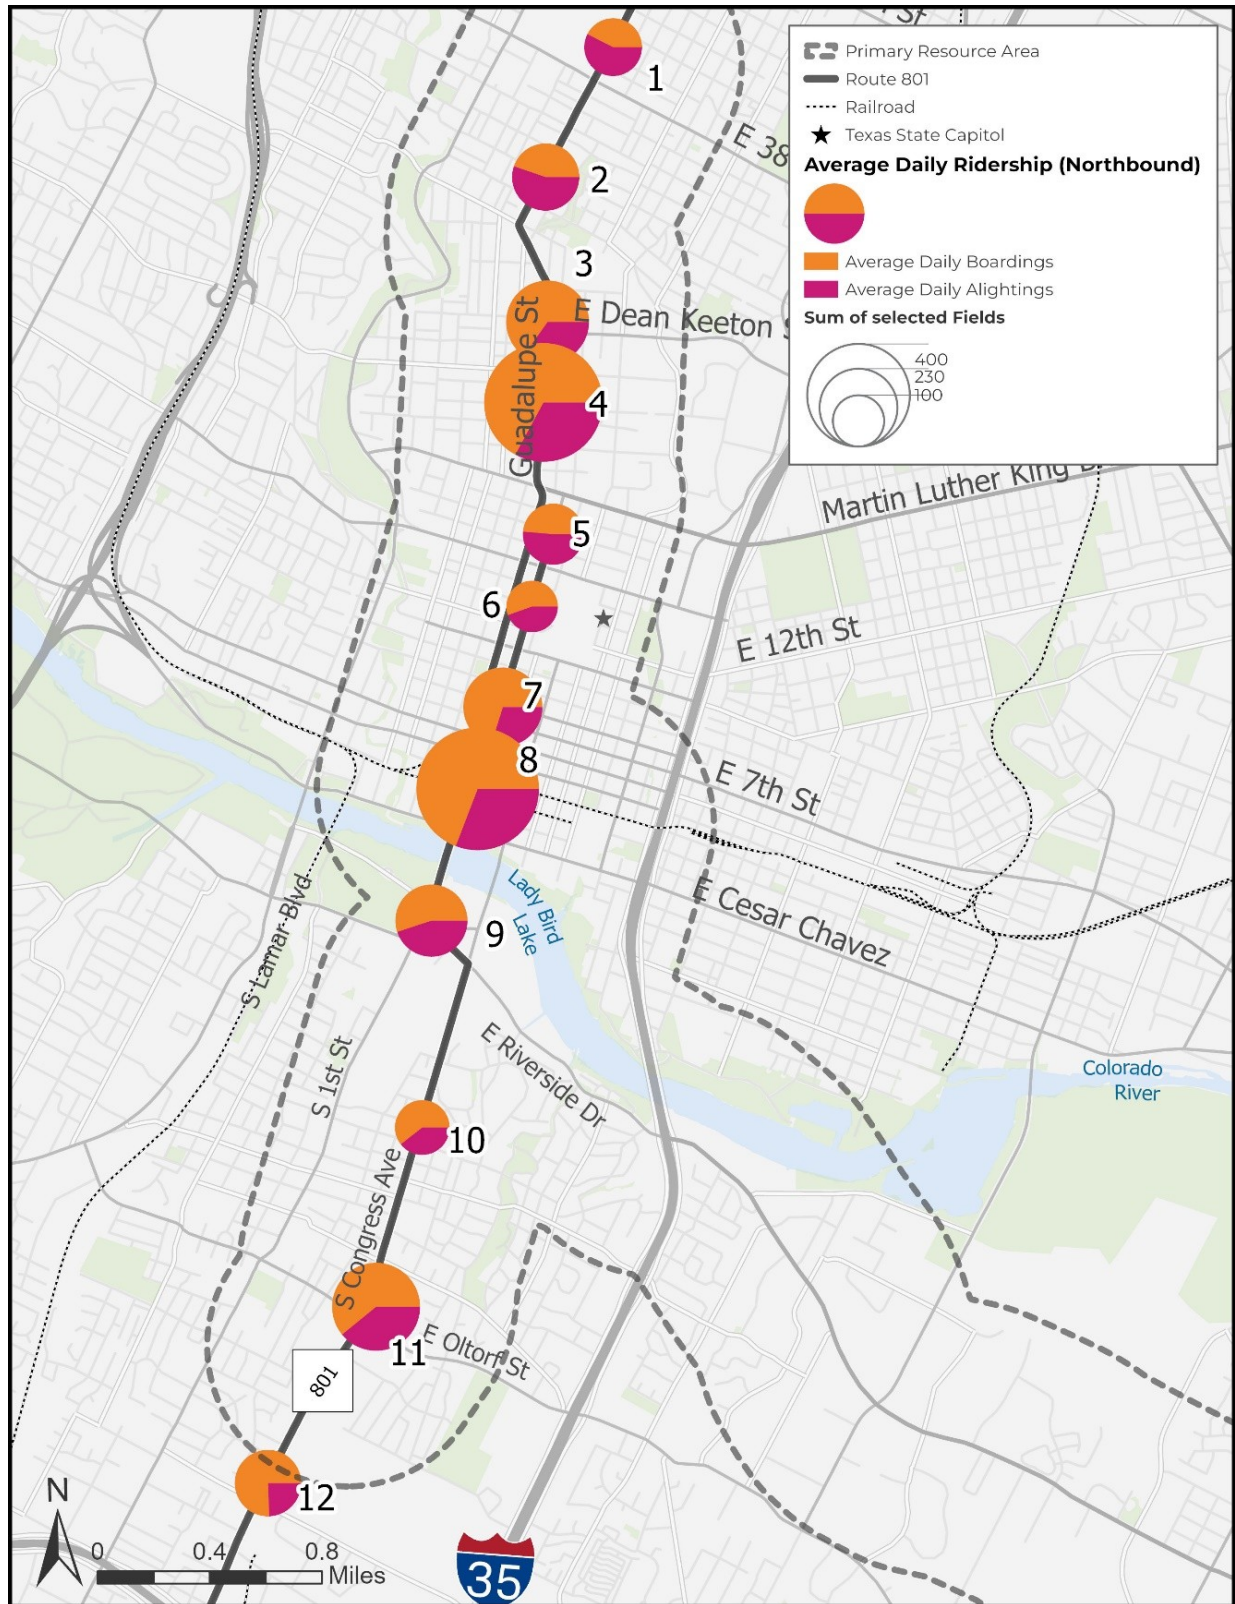 St
Primary Resource Area
Route 801
Railroad
Texas State Capitol
Average Daily Ridership (Northbound)
Average Daily Boardings
Average Daily Alightings
Sum of selected Fields
400
230
100
1
E 38
2
3
E Dean Keeton
Guadalupe St
4
Martin Luther King
5
6
E 12th St
7
8
E 7th St
Lady Bird
Lake
E Cesar Chavez
9
S Lamar Blvd
S 1st St
E Riverside Dr
Colorado
River
10
S Congress Ave
11
E Oltorf St
801
12
N
0
0.4
0.8
Miles
35